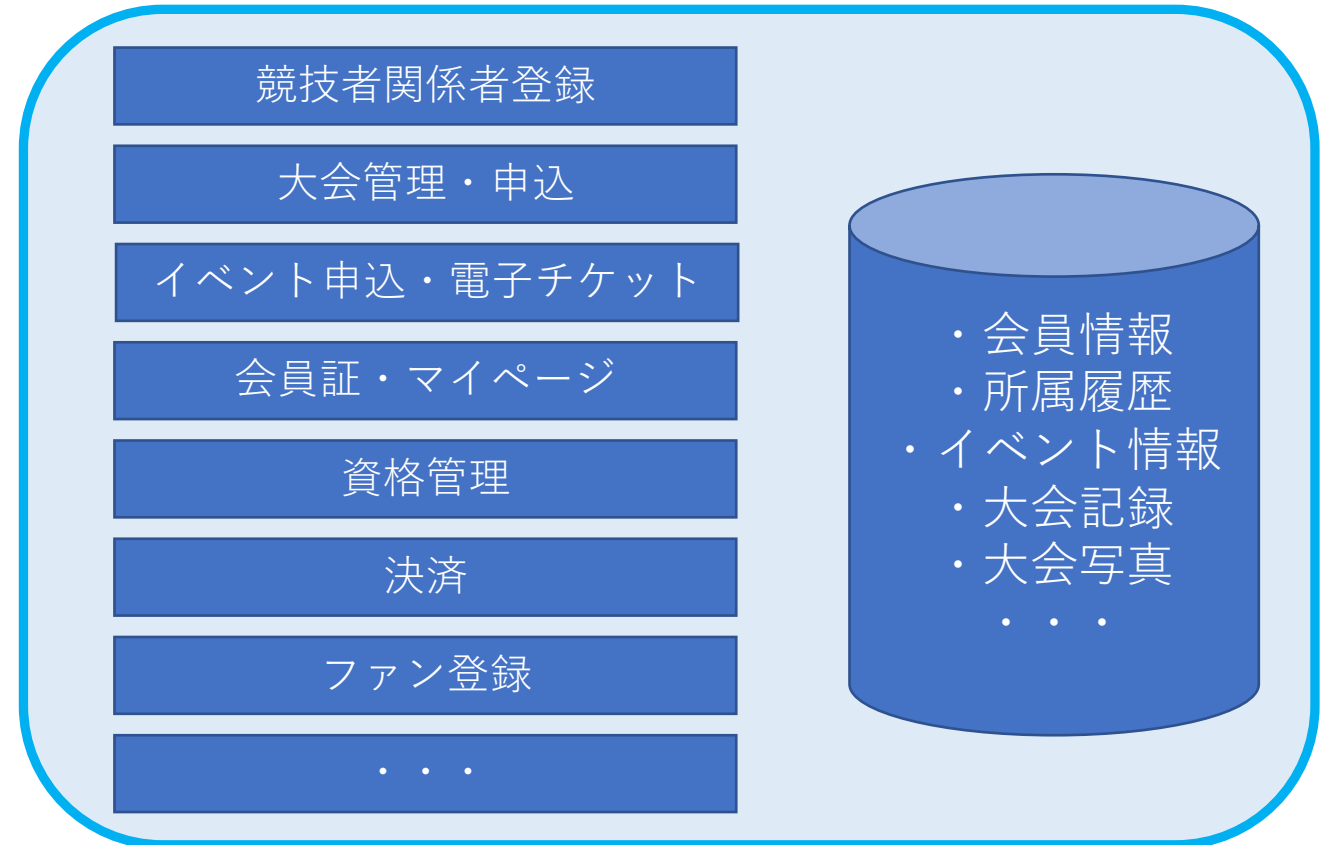 競技者関係者登録
大会管理・申込
イベント申込・電子チケット
会員証・マイページ
資格管理
決済
ファン登録
・・・
・会員情報
・所属履歴
・イベント情報
・大会記録
・大会写真
・・・